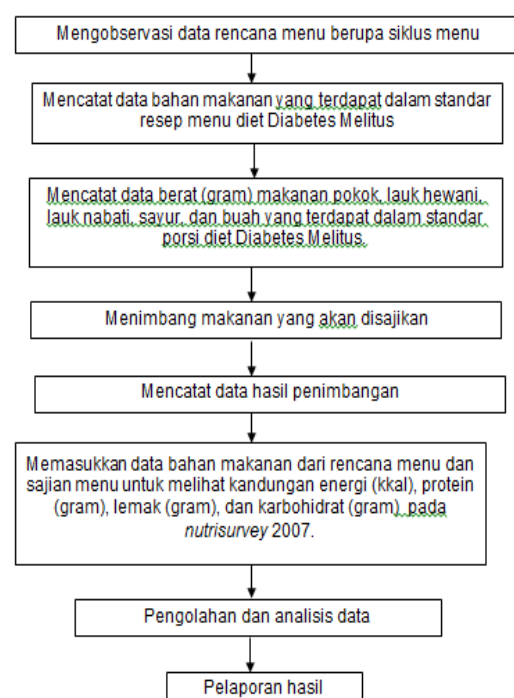 Mengobservasi data rencana menu berupa siklus menu
Mencatat data bahan makanan yang terdapat dalam standar
resep menu diet Diabetes Melitus
Mencatat data berat (gram) makanan pokok, lauk hewani,
lauk nabati, sayur, dan buah yang terdapat dalam standar
porsi diet Diabetes Melitus.
Menimbang makanan yang akan disajikan
Mencatat data hasil penimbangan
Memasukkan data bahan makanan dari rencana menu dan
sajian menu untuk melihat kandungan energi (kkal), protein
(gram), lemak (gram), dan karbohidrat (gram) pada
nutrisurvey 2007.
Pengolahan dan analisis data
Pelaporan hasil